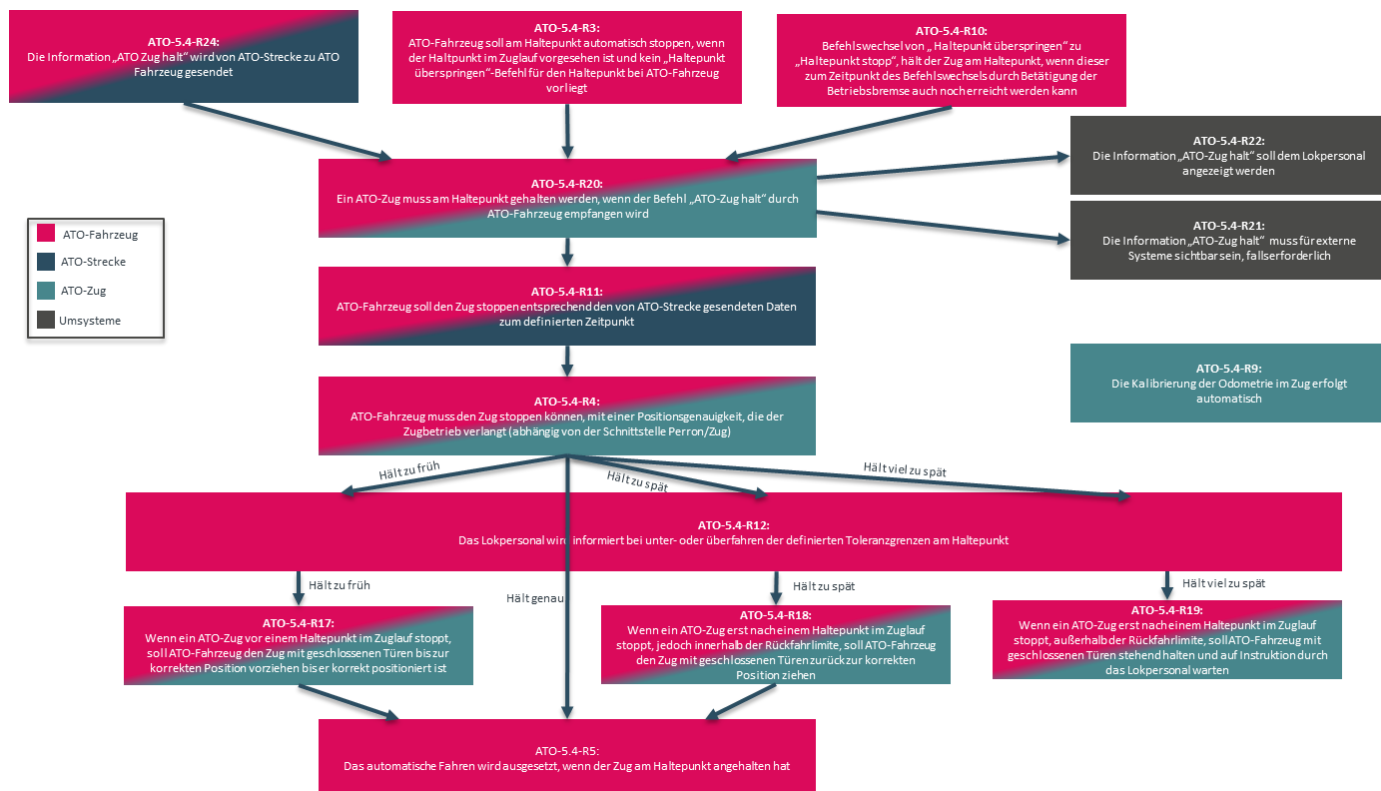 ATO-5.4-R24:
Die Information „ATO Zug halt" wird von ATO-Strecke zu ATO
Fahrzeug gesendet
ATO-5.4-R3:
ATO-Fahrzeug soll am Haltepunkt automatisch stoppen, wenn
der Haltpunkt im Zuglauf vorgesehen ist und kein „Haltepunkt
überspringen"-Befehl für den Haltepunkt bei ATO-Fahrzeug
vorliegt
ATO-5.4-R10:
Befehlswechsel von „ Haltepunkt überspringen" zu
„Haltepunkt stopp", hält der Zug am Haltepunkt, wenn dieser
zum Zeitpunkt des Befehlswechsels durch Betätigung der
Betriebsbremse auch noch erreicht werden kann
ATO-5.4-R22:
Die Information „ATO-Zug halt" soll dem Lokpersonal
angezeigt werden
ATO-5.4-R20:
Ein ATO-Zug muss am Haltepunkt gehalten werden, wenn der Befehl „ATO-Zug halt" durch
ATO-Fahrzeug empfangen wird
ATO-5.4-R21:
Die Information „ATO-Zug halt" muss für externe
Systeme sichtbar sein, falls erforderlich
ATO-Fahrzeug
ATO-Strecke
ATO-Zug
Umsysteme
ATO-5.4-R11:
ATO-Fahrzeug soll den Zug stoppen entsprechend den von ATO-Strecke gesendeten Daten
zum definierten Zeitpunkt
ATO-5.4-R9:
Die Kalibrierung der Odometrie im Zug erfolgt
automatisch
ATO-5.4-R4:
ATO-Fahrzeug muss den Zug stoppen können, mit einer Positionsgenauigkeit, die der
Zugbetrieb verlangt (abhängig von der Schnittstelle Perron/Zug)
Hält zu früh
Hält zu spät
Hält viel zu spät
ATO-5.4-R12:
Das Lokpersonal wird informiert bei unter- oder überfahren der definierten Toleranzgrenzen am Haltepunkt
Hält zu früh
Hält genau
Hält zu spät
Hält viel zu spät
ATO-5.4-R17:
Wenn ein ATO-Zug vor einem Haltepunkt im Zuglauf stoppt,
soll ATO-Fahrzeug den Zug mit geschlossenen Türen bis zur
korrekten Position vorziehen bis er korrekt positioniert ist
ATO-5.4-R18:
Wenn ein ATO-Zug erst nach einem Haltepunkt im Zuglauf
stoppt, jedoch innerhalb der Rückfahrlimite, soll ATO-Fahrzeug
den Zug mit geschlossenen Türen zurück zur korrekten
Position ziehen
ATO-5.4-R19:
Wenn ein ATO-Zug erst nach einem Haltepunkt im Zuglauf
stoppt, außerhalb der Rückfahrlimite, soll ATO-Fahrzeug mit
geschlossenen Türen stehend halten und auf Instruktion durch
das Lokpersonal warten
ATO-5.4-R5:
Das automatische Fahren wird ausgesetzt, wenn der Zug am Haltepunkt angehalten hat